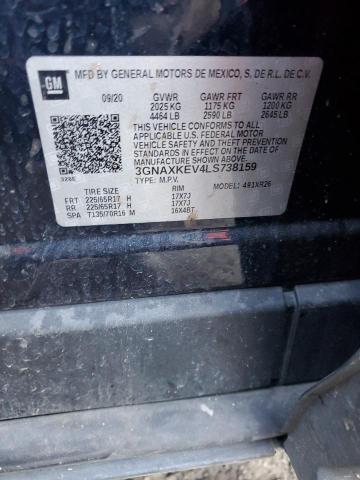 GM
MFD BY GENERAL MOTORS DE MEXICO, S. DE R.L. DE C.V.
09/20 GVWR GAWR FRT GAWR RR
2025 KG 1175 KG 1200 KG
4464 LB 2590 LB 2645 LB
THIS VEHICLE CONFORMS TO ALL APPLICABLE
U.S. FEDERAL MOTOR VEHICLE SAFETY
AND THEFT PREVENTION STANDARDS
IN EFFECT ON THE DATE OF
MANUFACTURE SHOWN ABOVE.
3GNAXKEV4LS738159
TYPE: M.P.V. 491XR26
TIRE SIZE RIM
FRT 225/65R17 H 17X7J
RR 225/65R17 H 17X7J
SPA T135/70R16 M 16X4BT